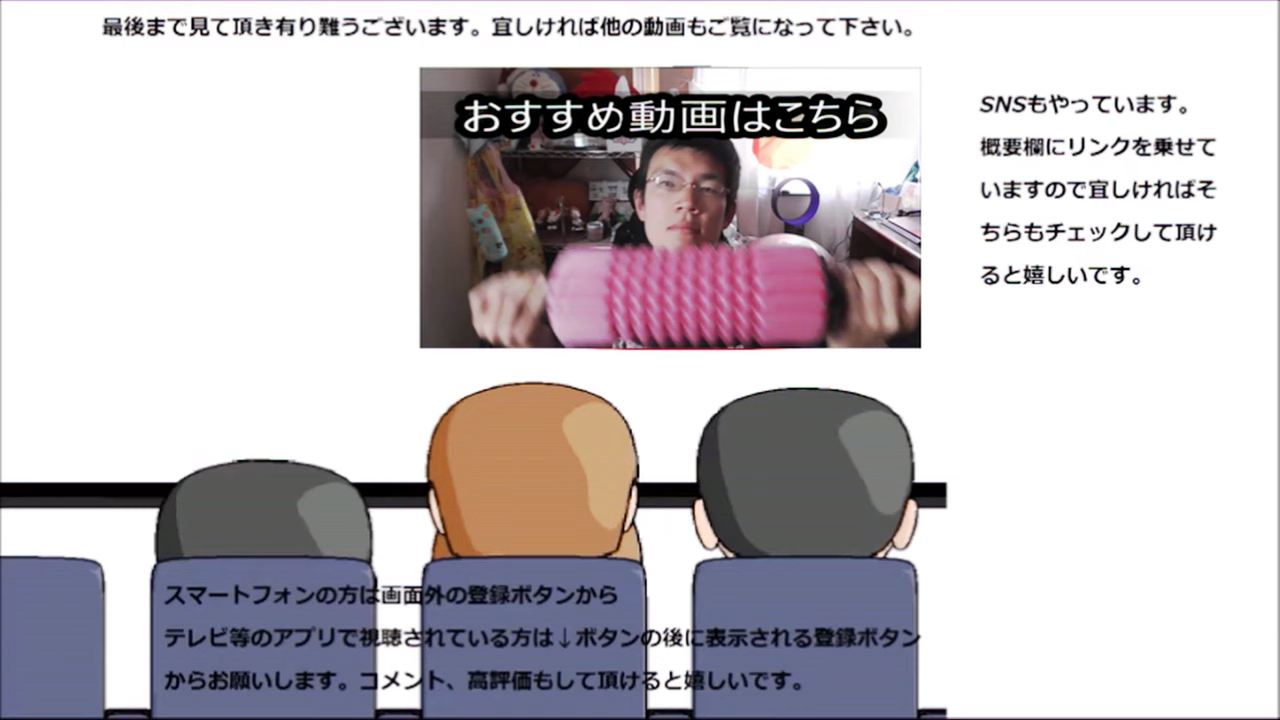 最後まで見て頂き有り難うございます。宜しければ他の動画もご覧になって下さい。
おすすめ動画はこちら
SNSもやっています。
概要欄にリンクを乗せて
いますので宜しければそ
ちらもチェックして頂け
ると嬉しいです。
スマートフォンの方は画面外の登録ボタンから
テレビ等のアプリで視聴されている方は↓ボタンの後に表示される登録ボタン
からお願いします。コメント、高評価もして頂けると嬉しいです。